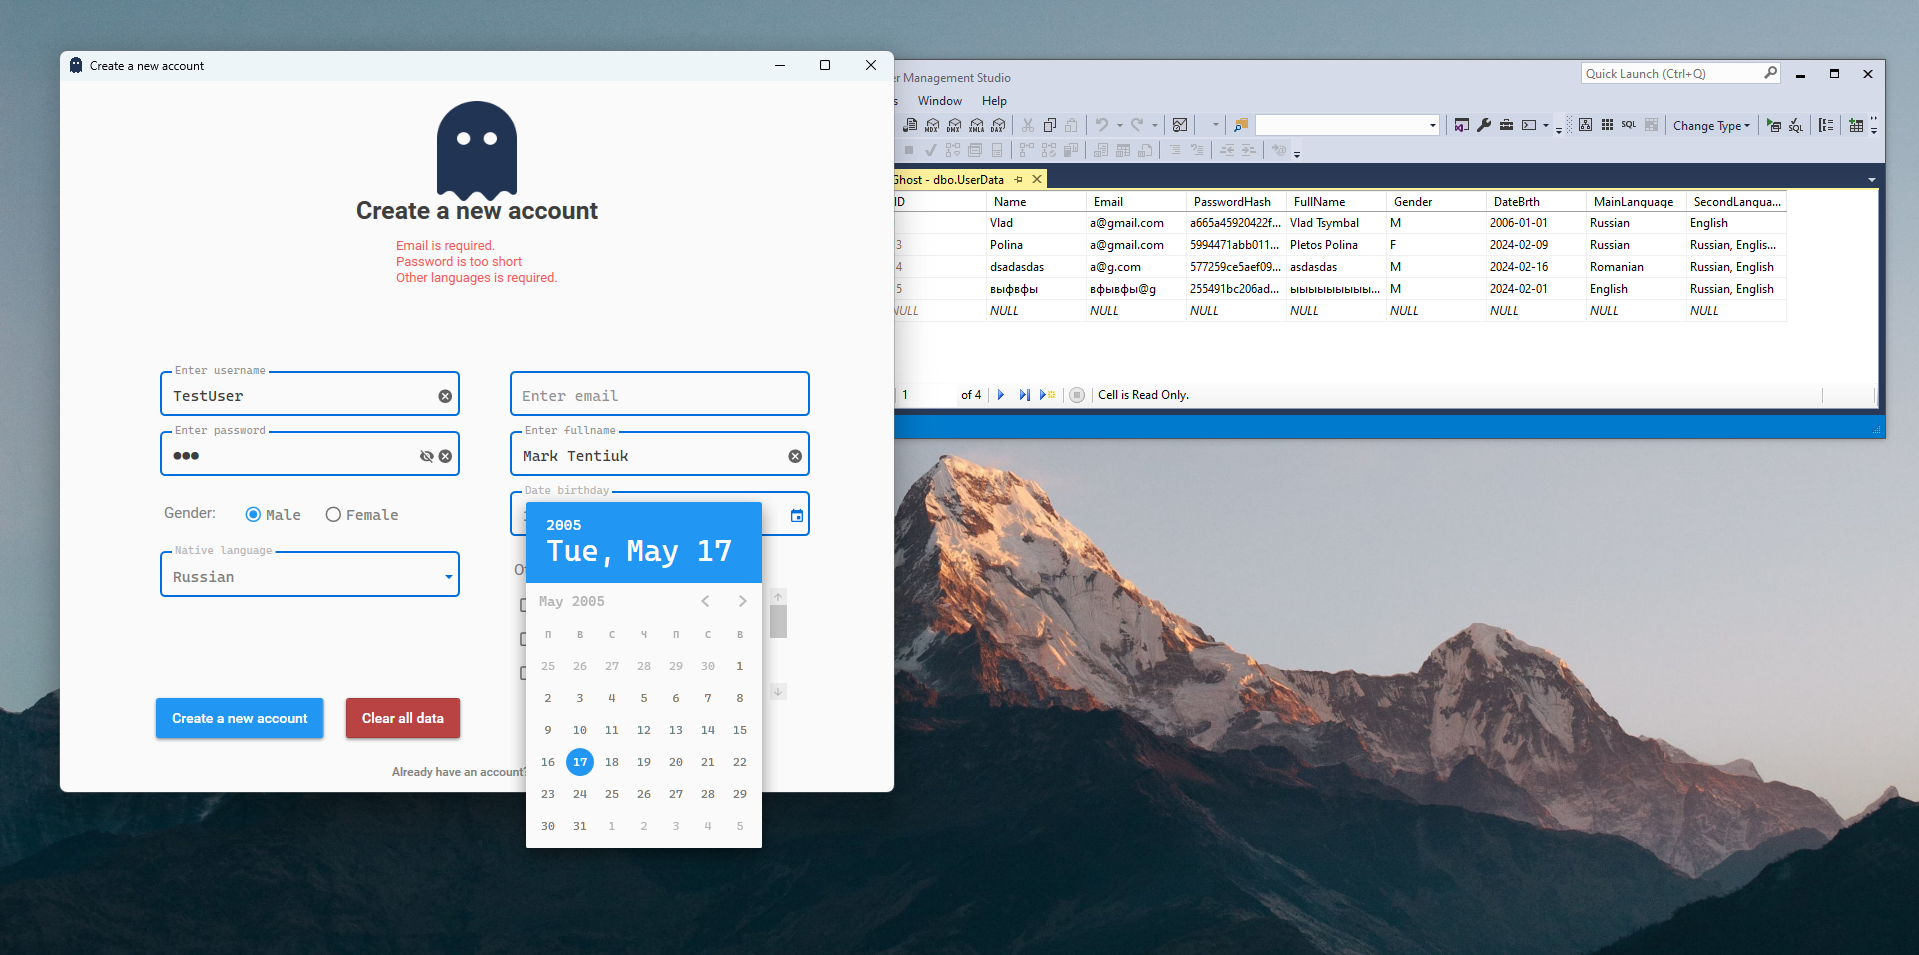 Create a new account
Create a new account
Email is required.
Password is too short
Other languages is required.
Enter username
TestUser
Enter email
Enter password
●●●
Enter fullname
Mark Tentiuk
Gender:
Male
Female
Date birthday
Native language
Russian
2005
Tue, May 17
May 2005
П В С Ч П С В
25 26 27 28 29 30 1
2 3 4 5 6 7 8
9 10 11 12 13 14 15
16 17 18 19 20 21 22
23 24 25 26 27 28 29
30 31 1 2 3 4 5
Create a new account
Clear all data
Already have an account?
Management Studio
Quick Launch (Ctrl+Q)
Window Help
MDX DMX XMLA DAX
SQL
Change Type
SQL
Ghost - dbo.UserData
ID Name Email PasswordHash FullName Gender DateBrth MainLanguage SecondLangua...
Vlad a@gmail.com a665a45920422f... Vlad Tsymbal M 2006-01-01 Russian English
3 Polina a@gmail.com 5994471abb011... Pletos Polina F 2024-02-09 Russian Russian, Englis...
4 dsadasdas a@g.com 577259ce5aef09... asdasdas M 2024-02-16 Romanian Russian, English
5 выфвфы вфывфы@g 255491bc206ad... ыыыыыыыыы... M 2024-02-01 English Russian, English
NULL NULL NULL NULL NULL NULL NULL NULL NULL
1 of 4 Cell is Read Only.